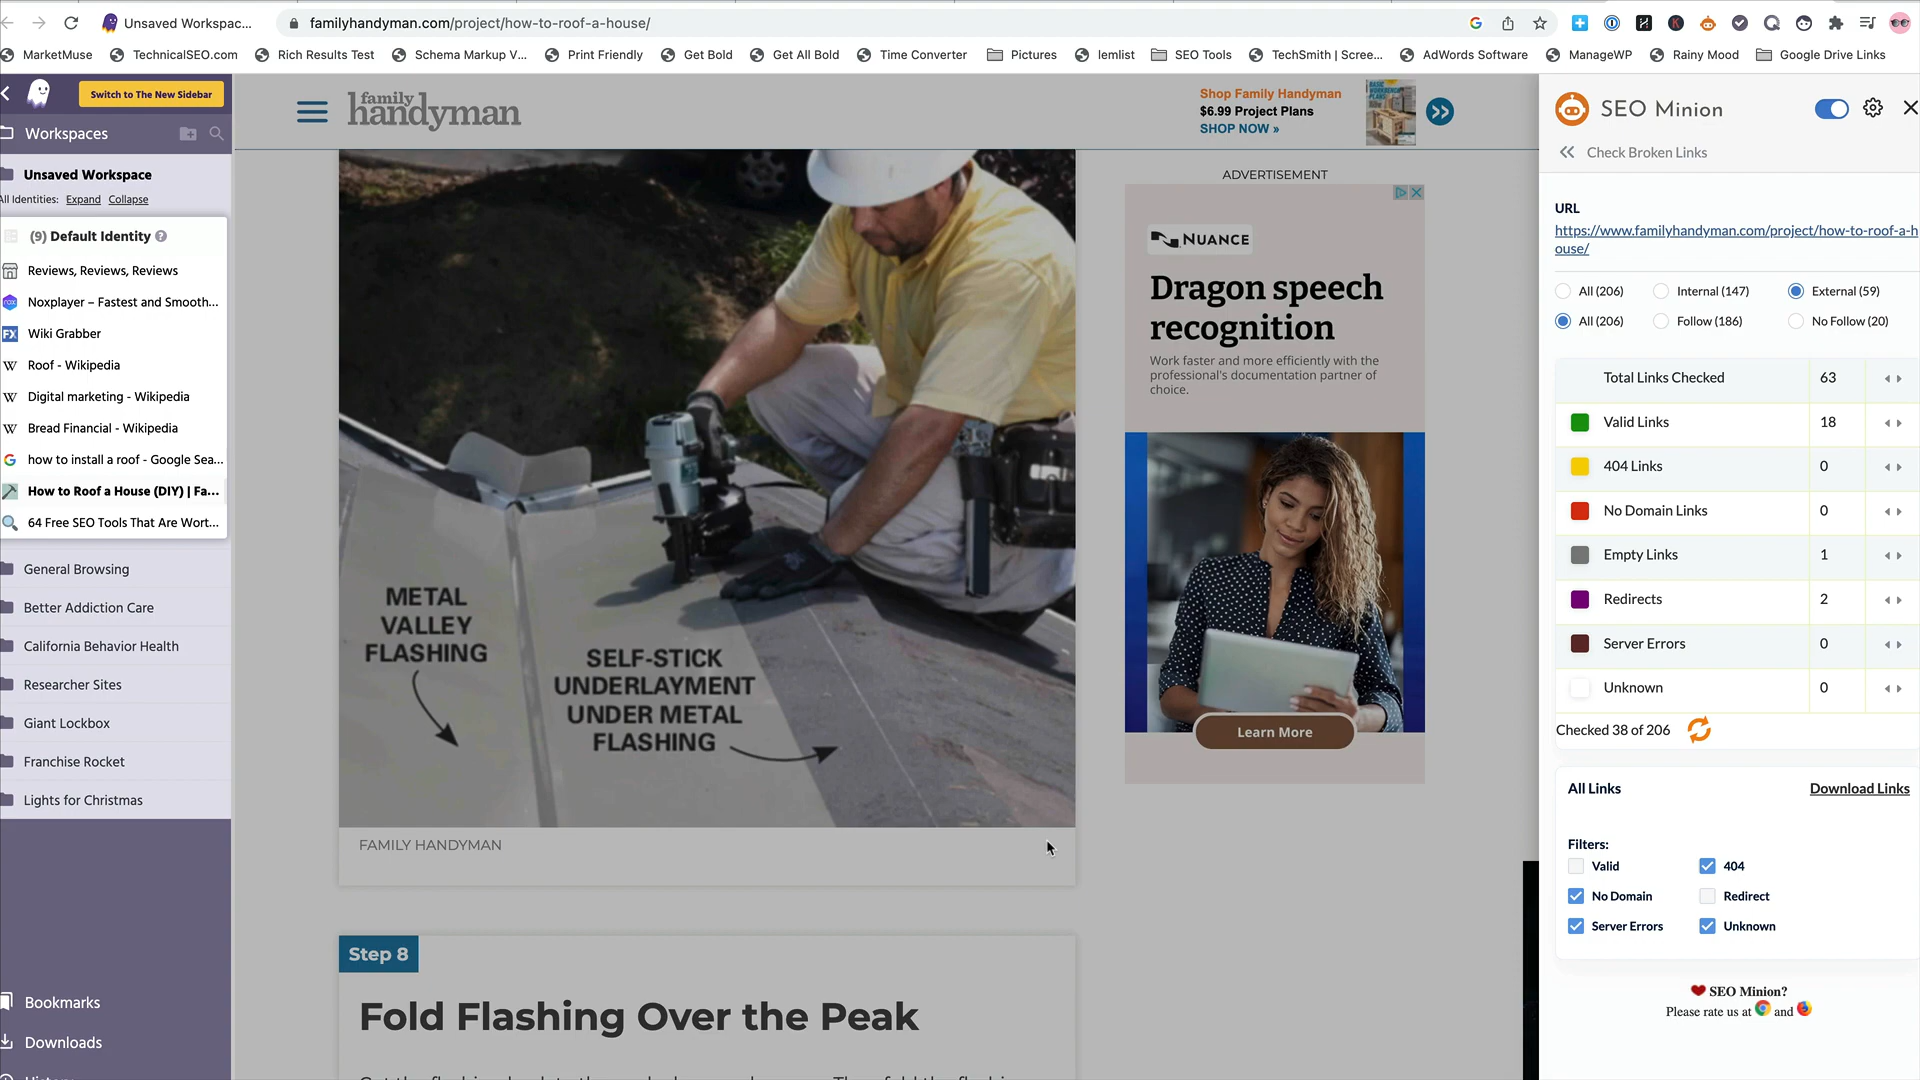 Unsaved Workspac...
familyhandyman.com/project/how-to-roof-a-house/
MarketMuse
TechnicalSEO.com
Rich Results Test
Schema Markup V...
Print Friendly
Get Bold
Get All Bold
Time Converter
Pictures
lemlist
SEO Tools
TechSmith | Scree...
AdWords Software
ManageWP
Rainy Mood
Google Drive Links
Switch to The New Sidebar
Workspaces
Unsaved Workspace
All Identities: Expand Collapse
(9) Default Identity
Reviews, Reviews, Reviews
Noxplayer – Fastest and Smooth...
Wiki Grabber
Roof - Wikipedia
Digital marketing - Wikipedia
Bread Financial - Wikipedia
how to install a roof - Google Sea...
How to Roof a House (DIY) | Fa...
64 Free SEO Tools That Are Wort...
General Browsing
Better Addiction Care
California Behavior Health
Researcher Sites
Giant Lockbox
Franchise Rocket
Lights for Christmas
Bookmarks
Downloads
family
handyman
Shop Family Handyman
$6.99 Project Plans
SHOP NOW »
METAL
VALLEY
FLASHING
SELF-STICK
UNDERLAYMENT
UNDER METAL
FLASHING
FAMILY HANDYMAN
Step 8
Fold Flashing Over the Peak
ADVERTISEMENT
NUANCE
Dragon speech
recognition
Work faster and more efficiently with the
professional's documentation partner of
choice.
Learn More
SEO Minion
Check Broken Links
URL
https://www.familyhandyman.com/project/how-to-roof-a-h
ouse/
All (206) Internal (147) External (59)
All (206) Follow (186) No Follow (20)
Total Links Checked 63
Valid Links 18
404 Links 0
No Domain Links 0
Empty Links 1
Redirects 2
Server Errors 0
Unknown 0
Checked 38 of 206
All Links Download Links
Filters:
Valid 404
No Domain Redirect
Server Errors Unknown
SEO Minion?
Please rate us at and